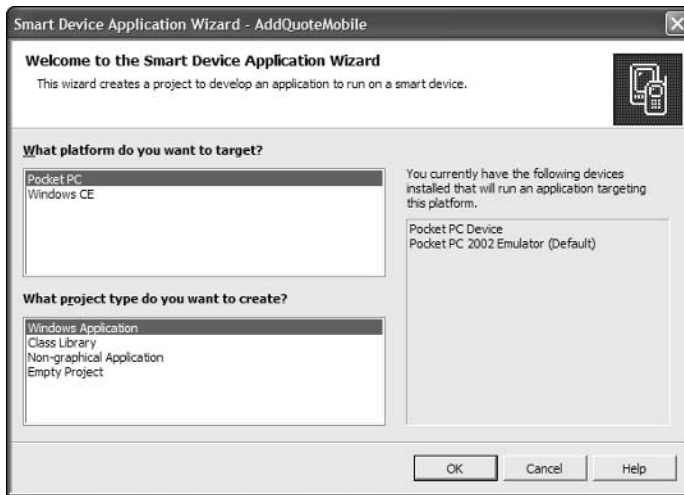 Smart Device Application Wizard - AddQuoteMobile
Welcome to the Smart Device Application Wizard
This wizard creates a project to develop an application to run on a smart device.
What platform do you want to target?
Pocket PC
Windows CE
You currently have the following devices
installed that will run an application targeting
this platform.
Pocket PC Device
Pocket PC 2002 Emulator (Default)
What project type do you want to create?
Windows Application
Class Library
Non-graphical Application
Empty Project
OK
Cancel
Help